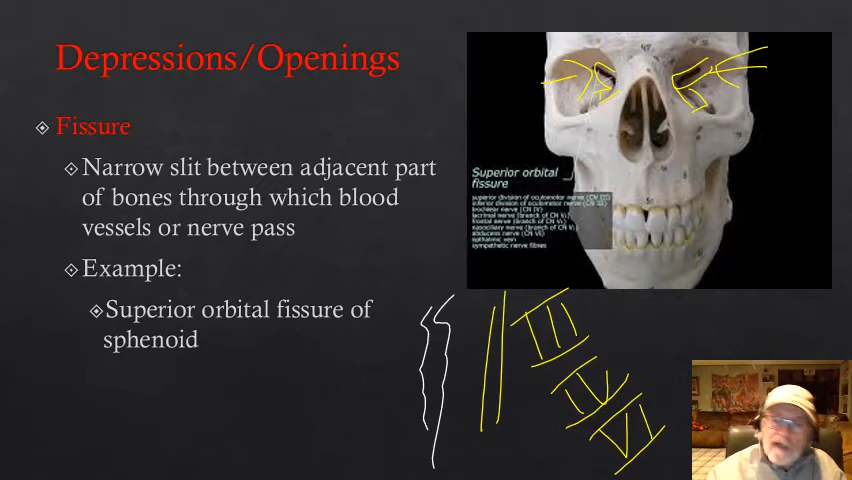 Depressions/Openings
Fissure
Narrow slit between adjacent part
of bones through which blood
vessels or nerve pass
Example:
Superior orbital fissure of
sphenoid
Superior orbital
fissure
superior division of oculomotor nerve (CN III)
inferior division of oculomotor nerve (CN III)
trochlear nerve (CN IV)
lacrimal nerve (branch of CN V₁)
frontal nerve (branch of CN V₁)
nasociliary nerve (branch of CN V₁)
abducens nerve (CN VI)
ophthalmic vein
sympathetic nerve fibres
III
IV
VI